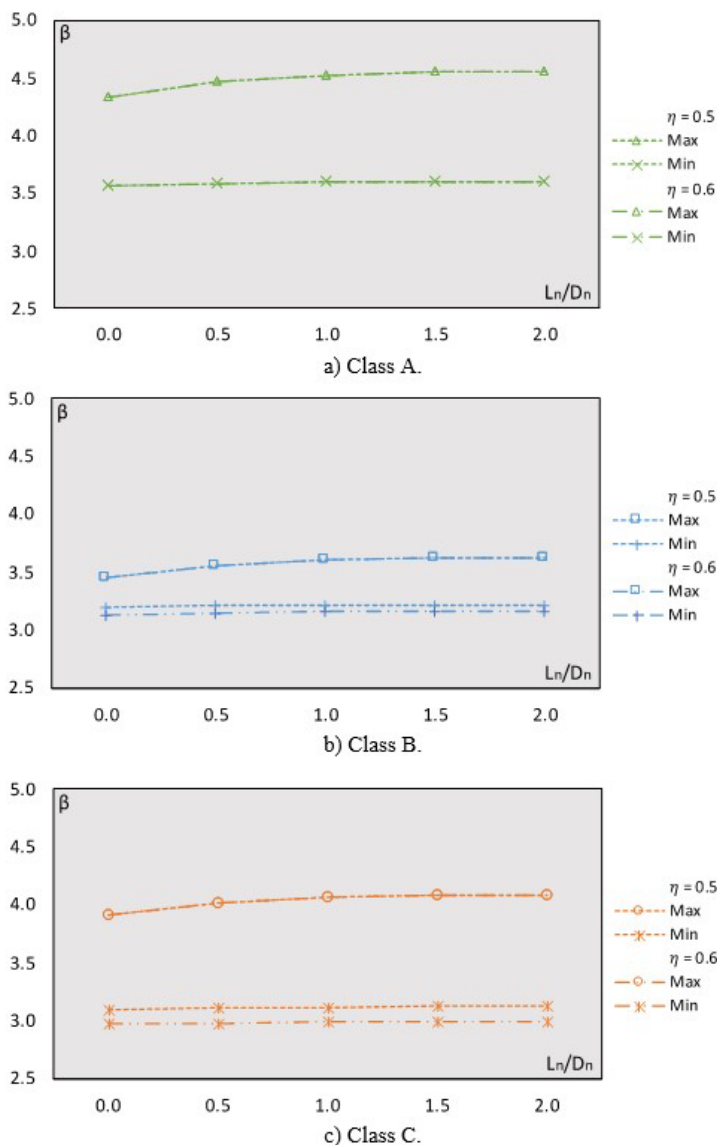 5.0
β
4.5
4.0
3.5
3.0
2.5
η = 0.5
Max
Min
η = 0.6
Max
Min
Ln/Dn
0.0 0.5 1.0 1.5 2.0
a) Class A.
5.0
β
4.5
4.0
3.5
3.0
2.5
η = 0.5
Max
Min
η = 0.6
Max
Min
Ln/Dn
0.0 0.5 1.0 1.5 2.0
b) Class B.
5.0
β
4.5
4.0
3.5
3.0
2.5
η = 0.5
Max
Min
η = 0.6
Max
Min
Ln/Dn
0.0 0.5 1.0 1.5 2.0
c) Class C.